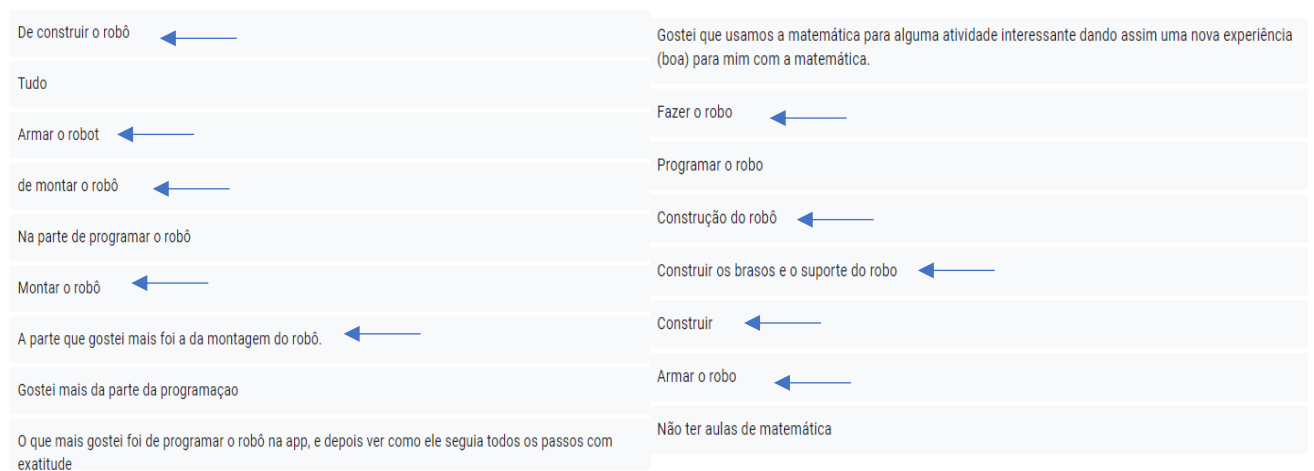 De construir o robô
Tudo
Armar o robot
de montar o robô
Na parte de programar o robô
Montar o robô
A parte que gostei mais foi a da montagem do robô.
Gostei mais da parte da programaçao
O que mais gostei foi de programar o robô na app, e depois ver como ele seguia todos os passos com
exatitude
Gostei que usamos a matemática para alguma atividade interessante dando assim uma nova experiência
(boa) para mim com a matemática.
Fazer o robo
Programar o robo
Construção do robô
Construir os brasos e o suporte do robo
Construir
Armar o robo
Não ter aulas de matemática